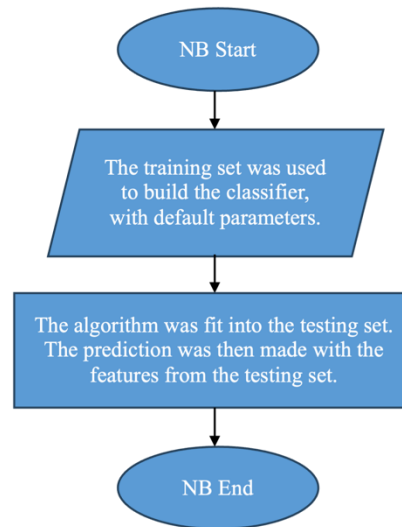 NB Start
The training set was used
to build the classifier,
with default parameters.
The algorithm was fit into the testing set.
The prediction was then made with the
features from the testing set.
NB End